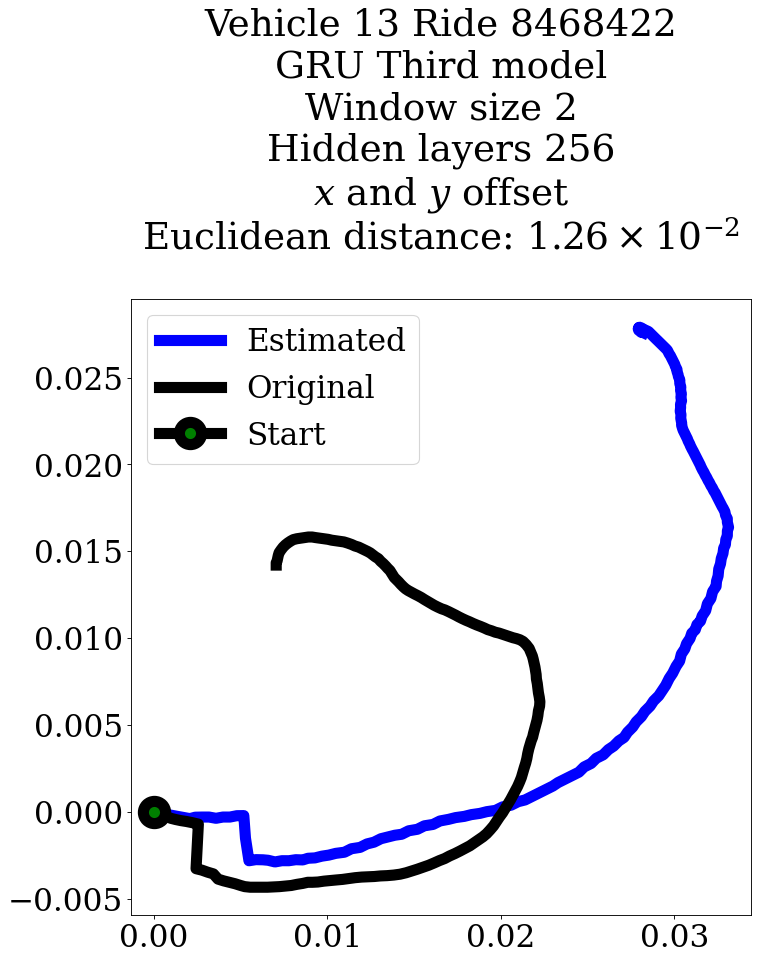 Vehicle 13 Ride 8468422
GRU Third model
Window size 2
Hidden layers 256
x and y offset
Euclidean distance: 1.26 × 10⁻²
Estimated
Original
Start
0.025
0.020
0.015
0.010
0.005
0.000
−0.005
0.00 0.01 0.02 0.03